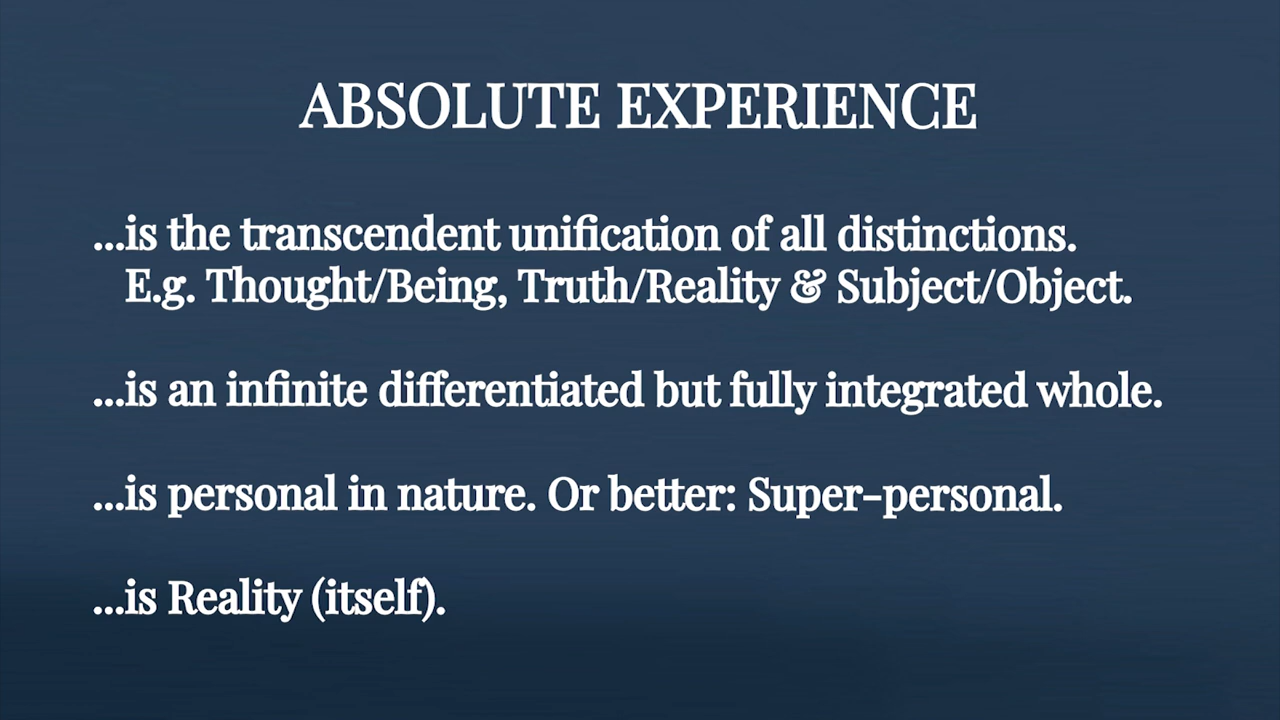 ABSOLUTE EXPERIENCE
...is the transcendent unification of all distinctions.
E.g. Thought/Being, Truth/Reality & Subject/Object.
...is an infinite differentiated but fully integrated whole.
...is personal in nature. Or better: Super-personal.
...is Reality (itself).